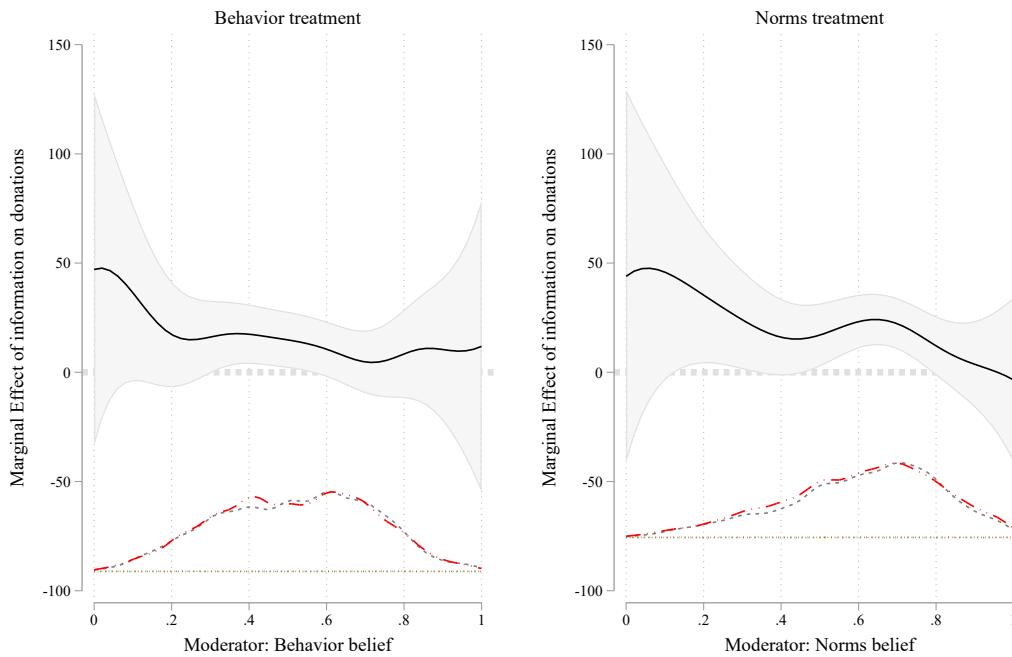 Behavior treatment
Marginal Effect of information on donations
150
100
50
0
-50
-100
0 .2 .4 .6 .8 1
Moderator: Behavior belief
Norms treatment
Marginal Effect of information on donations
150
100
50
0
-50
-100
0 .2 .4 .6 .8
Moderator: Norms belief